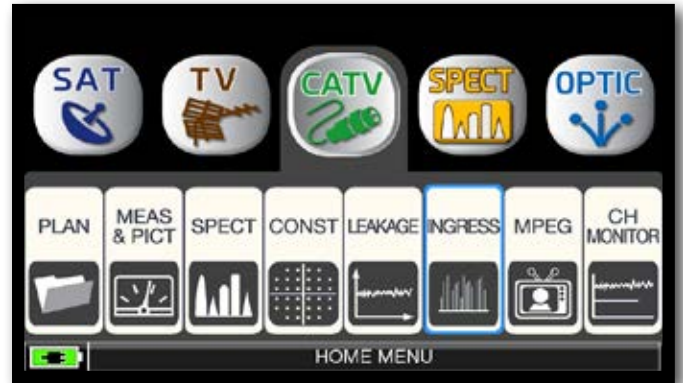 SAT TV CATV SPECT OPTIC
PLAN MEAS & PICT SPECT CONST LEAKAGE INGRESS MPEG CH MONITOR
HOME MENU